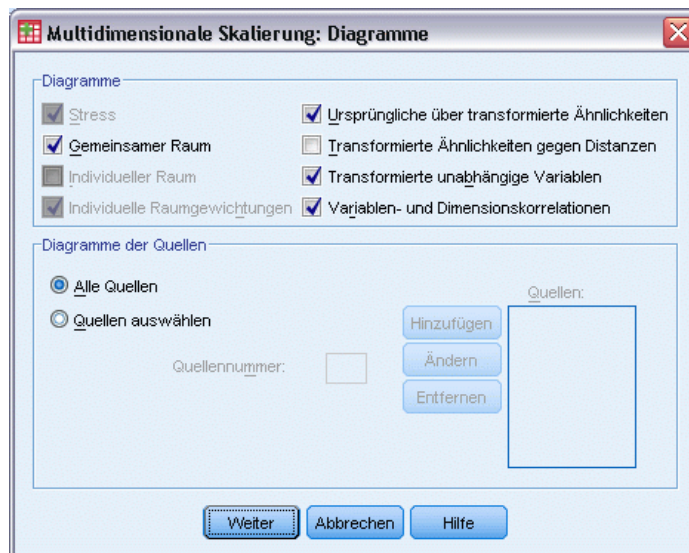 Multidimensionale Skalierung: Diagramme
Diagramme
Stress
Gemeinsamer Raum
Individueller Raum
Individuelle Raumgewichtungen
Ursprüngliche über transformierte Ähnlichkeiten
Transformierte Ähnlichkeiten gegen Distanzen
Transformierte unabhängige Variablen
Variablen- und Dimensionskorrelationen
Diagramme der Quellen
Alle Quellen
Quellen auswählen
Quellennummer:
Hinzufügen
Ändern
Entfernen
Quellen:
Weiter
Abbrechen
Hilfe